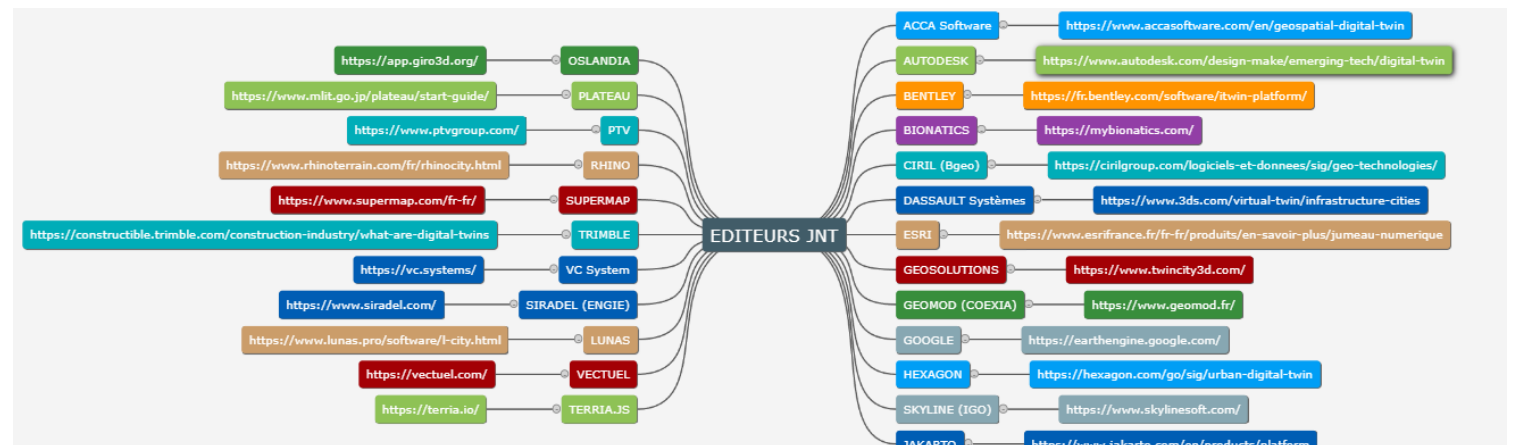 EDITEURS JNT
ACCA Software https://www.accasoftware.com/en/geospatial-digital-twin
AUTODESK https://www.autodesk.com/design-make/emerging-tech/digital-twin
BENTLEY https://fr.bentley.com/software/itwin-platform/
BIONATICS https://mybionatics.com/
CIRIL (Bgeo) https://cirilgroup.com/logiciels-et-donnees/sig/geo-technologies/
DASSAULT Systèmes https://www.3ds.com/virtual-twin/infrastructure-cities
ESRI https://www.esrifrance.fr/fr-fr/produits/en-savoir-plus/jumeau-numerique
GEOSOLUTIONS https://www.twincity3d.com/
GEOMOD (COEXIA) https://www.geomod.fr/
GOOGLE https://earthengine.google.com/
HEXAGON https://hexagon.com/go/sig/urban-digital-twin
SKYLINE (IGO) https://www.skylinesoft.com/
JAKARTO https://www.jakarto.com/en/products/platform
https://app.giro3d.org/ OSLANDIA
https://www.mlit.go.jp/plateau/start-guide/ PLATEAU
https://www.ptvgroup.com/ PTV
https://www.rhinoterrain.com/fr/rhinocity.html RHINO
https://www.supermap.com/fr-fr/ SUPERMAP
https://constructible.trimble.com/construction-industry/what-are-digital-twins TRIMBLE
https://vc.systems/ VC System
https://www.siradel.com/ SIRADEL (ENGIE)
https://www.lunas.pro/software/l-city.html LUNAS
https://vectuel.com/ VECTUEL
https://terria.io/ TERRIA.JS